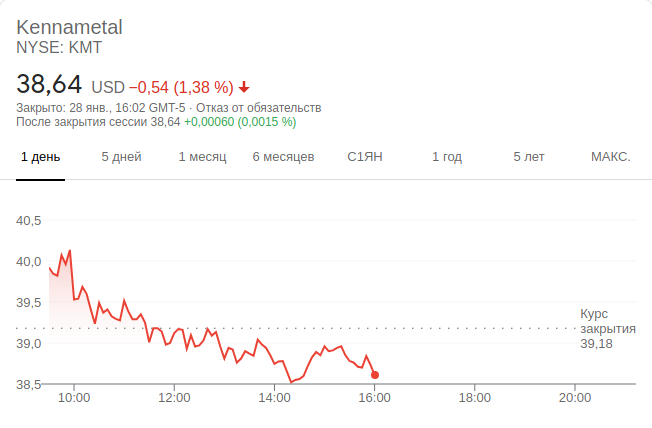 Kennametal
NYSE: KMT
38,64 USD −0,54 (1,38 %)
Закрыто: 28 янв., 16:02 GMT-5 · Отказ от обязательств
После закрытия сессии 38,64 +0,00060 (0,0015 %)
1 день 5 дней 1 месяц 6 месяцев С1ЯН 1 год 5 лет МАКС.
40,5
40,0
39,5
Курс
закрытия
39,18
39,0
38,5
10:00 12:00 14:00 16:00 18:00 20:00